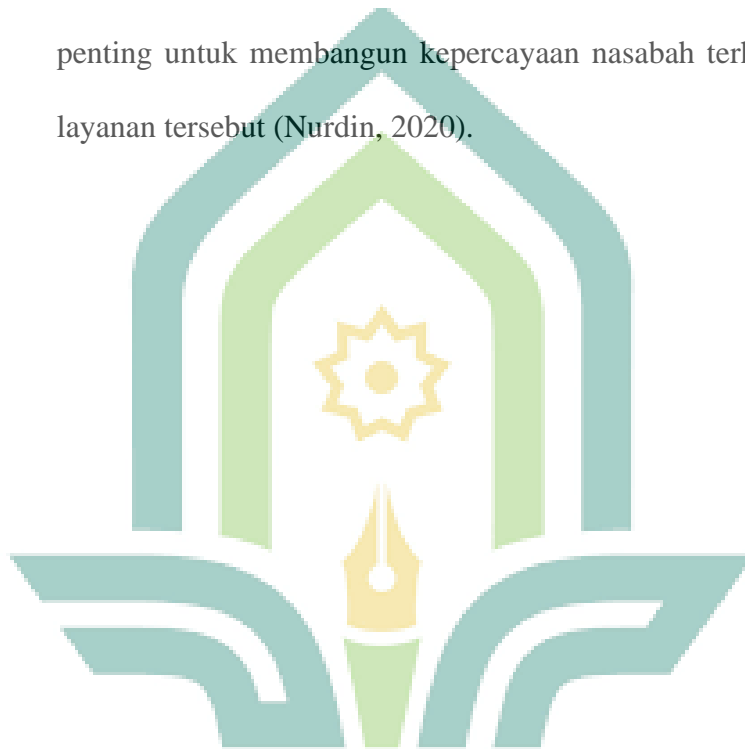 penting untuk membangun kepercayaan nasabah
layanan tersebut (Nurdin, 2020).